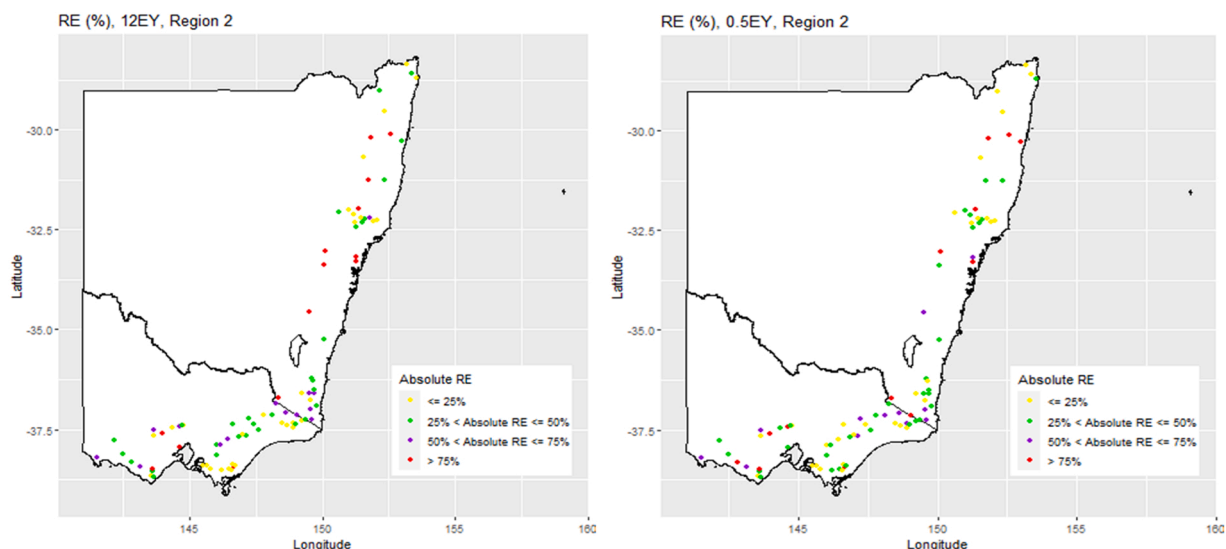 RE (%), 12EY, Region 2
-30.0
-32.5
-35.0
-37.5
Latitude
145
150
155
160
Longitude
Absolute RE
<= 25%
25% < Absolute RE <= 50%
50% < Absolute RE <= 75%
> 75%
RE (%), 0.5EY, Region 2
-30.0
-32.5
-35.0
-37.5
Latitude
145
150
155
160
Longitude
Absolute RE
<= 25%
25% < Absolute RE <= 50%
50% < Absolute RE <= 75%
> 75%